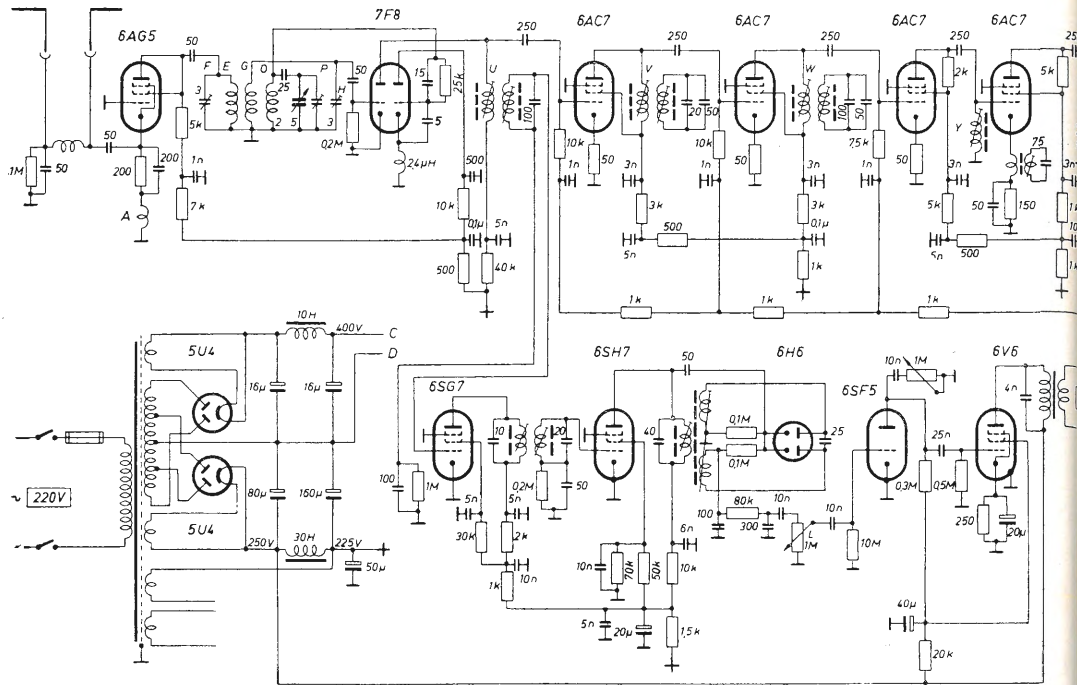 7F8
6AG5
6AC7
6AC7
6AC7
6AC7
50
F
E
G
O
P
25
3
5
2
3
H
50
15
25k
5
0,2M
24µH
U
250
100
V
250
20
50
W
250
100
50
250
2k
Y
5k
75
250
.1M
50
50
200
200
A
5k
1n
7k
500
10k
0,1µ
500
5n
40k
10k
1n
50
3n
3k
5n
500
10k
1n
50
3n
3k
0,1µ
1k
75k
1n
50
3n
5k
5n
500
50
150
3n
1k
10
1k
1k
1k
1k
10H
400V
C
D
5U4
16µ
16µ
80µ
160µ
5U4
250V
30H
225V
50µ
~ 220V
6SG7
10
20
100
1M
5n
30k
5n
2k
10n
1k
0,2M
50
6SH7
50
40
10n
70k
50k
6n
10k
5n
20µ
1,5k
6H6
0,1M
0,1M
25
100
80k
300
10n
L
1M
10n
10M
6SF5
10n
1M
25n
0,3M
0,5M
6V6
4n
250
20µ
40µ
20k